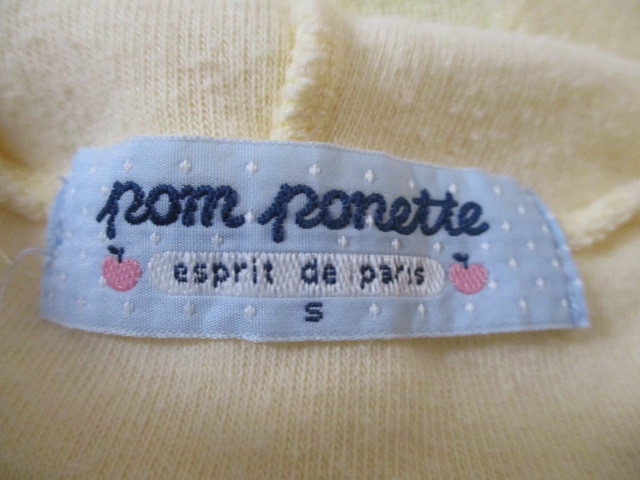 pom ponette
esprit de paris
S